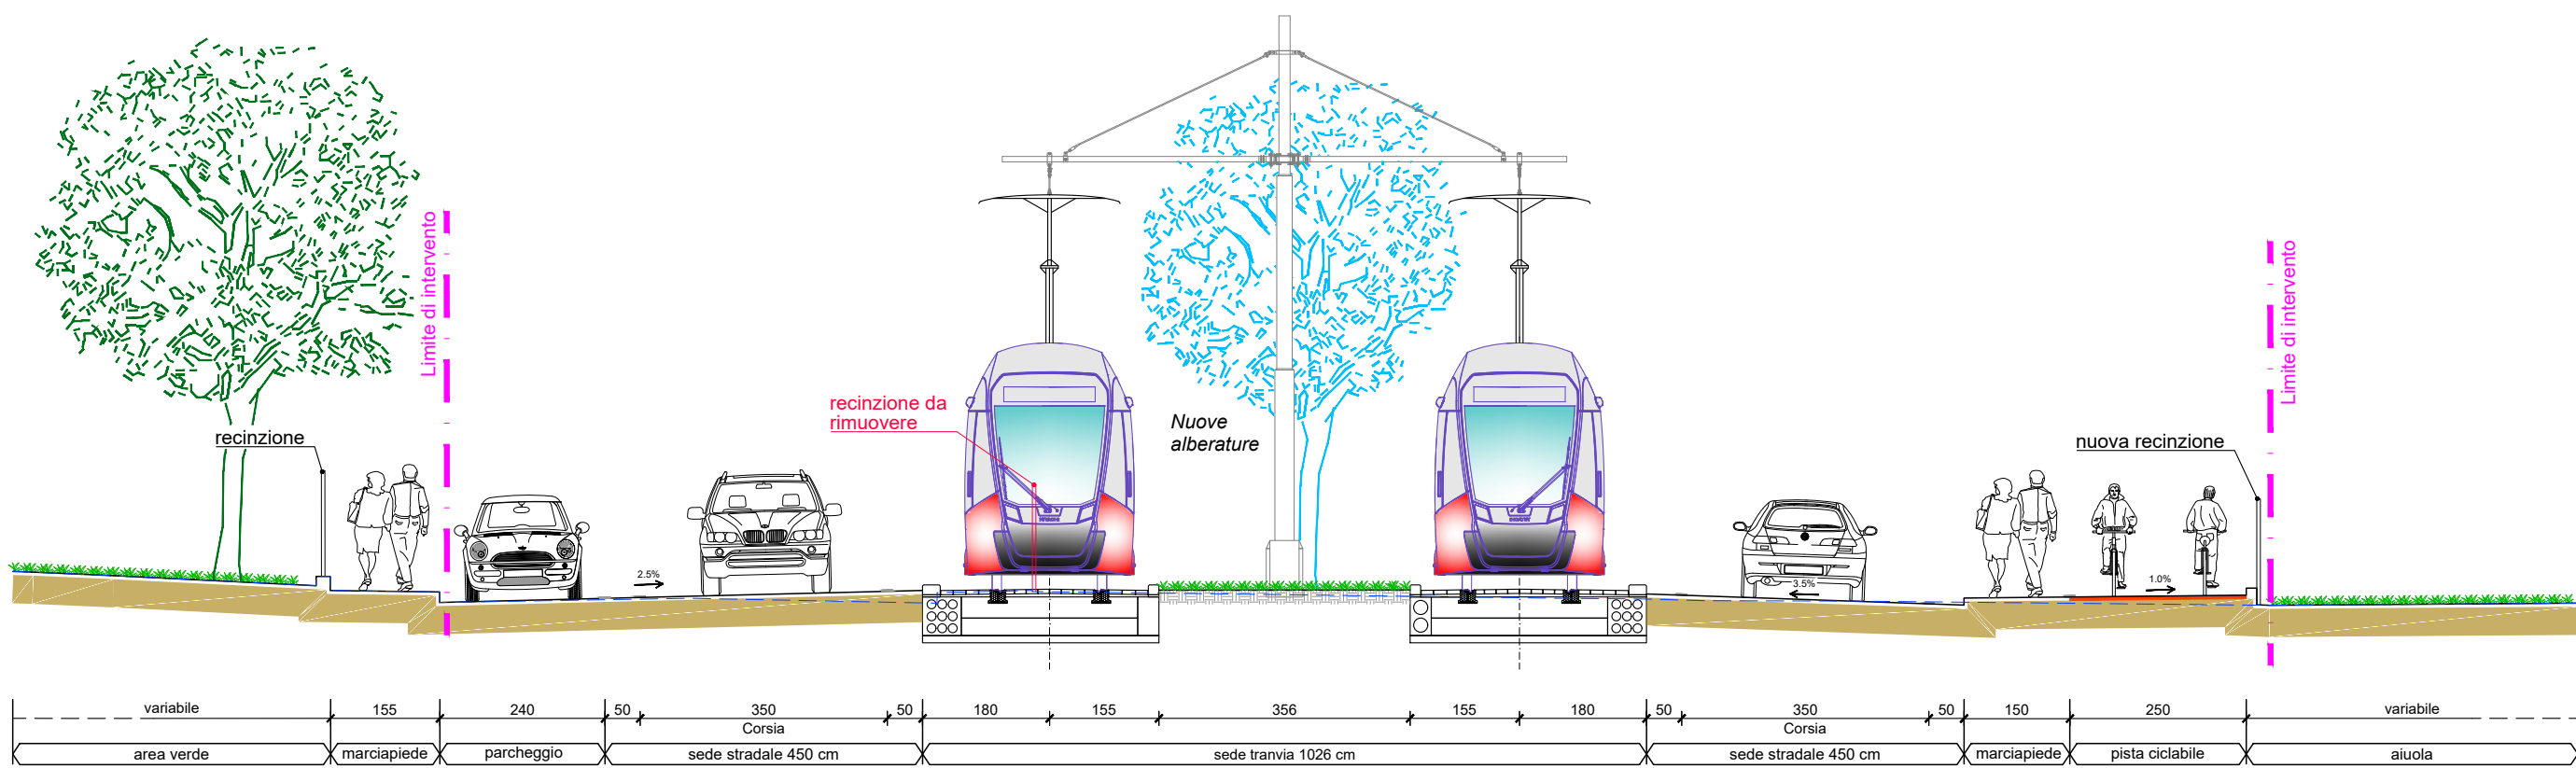 Limite di intervento
Limite di intervento
recinzione da
rimuovere
Nuove
alberature
recinzione
nuova recinzione
2.5%
3.5%
1.0%
variabile
155
240
50
350
50
180
155
356
155
180
50
350
50
150
250
variabile
Corsia
Corsia
area verde
marciapiede
parcheggio
sede stradale 450 cm
sede tranvia 1026 cm
sede stradale 450 cm
marciapiede
pista ciclabile
aiuola